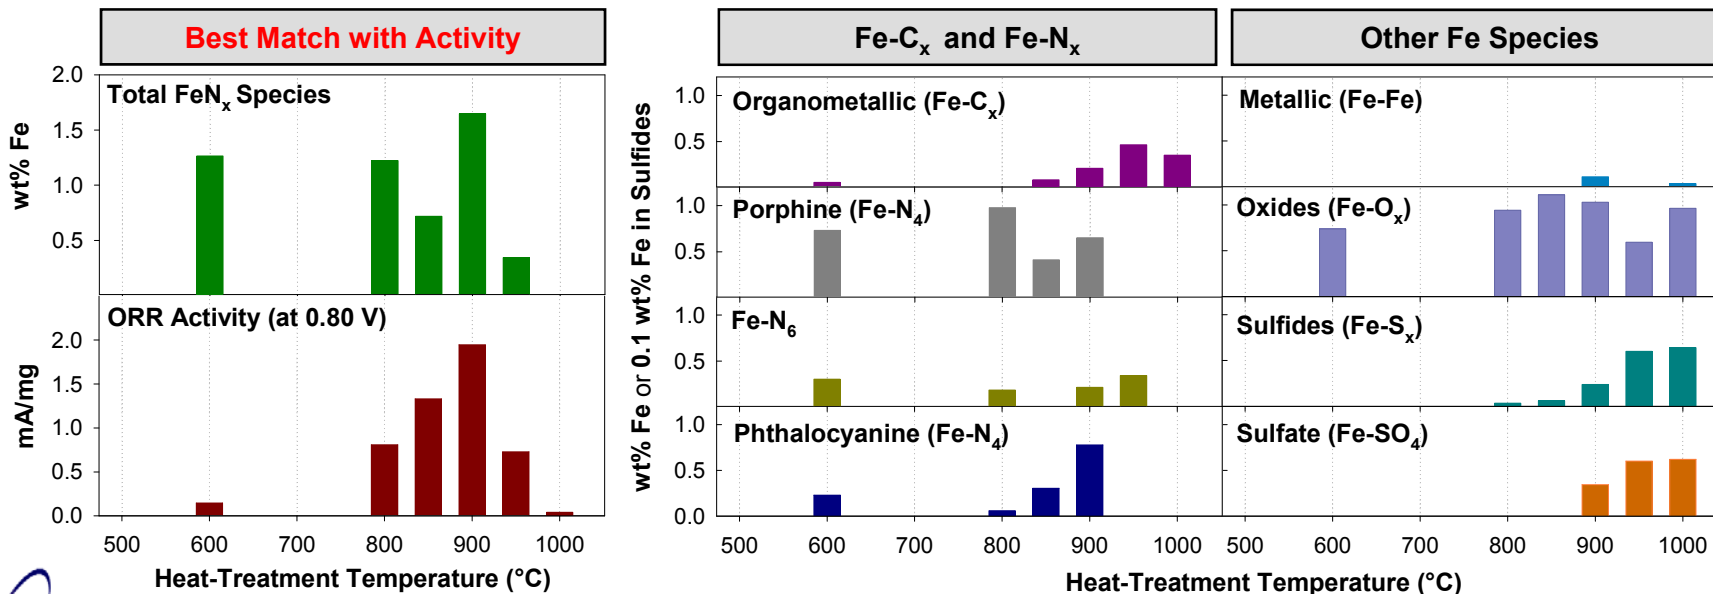 Best Match with Activity
Fe-Cx and Fe-Nx
Other Fe Species
Total FeNx Species
wt% Fe
2.0
1.5
1.0
0.5
ORR Activity (at 0.80 V)
mA/mg
2.0
1.5
1.0
0.5
0.0
500 600 700 800 900 1000
Heat-Treatment Temperature (°C)
wt% Fe or 0.1 wt% Fe in Sulfides
Organometallic (Fe-Cx)
1.0
0.5
Porphine (Fe-N4)
1.0
0.5
Fe-N6
1.0
0.5
Phthalocyanine (Fe-N4)
1.0
0.5
0.0
Metallic (Fe-Fe)
Oxides (Fe-Ox)
Sulfides (Fe-Sx)
Sulfate (Fe-SO4)
500 600 700 800 900 1000
500 600 700 800 900 1000
Heat-Treatment Temperature (°C)